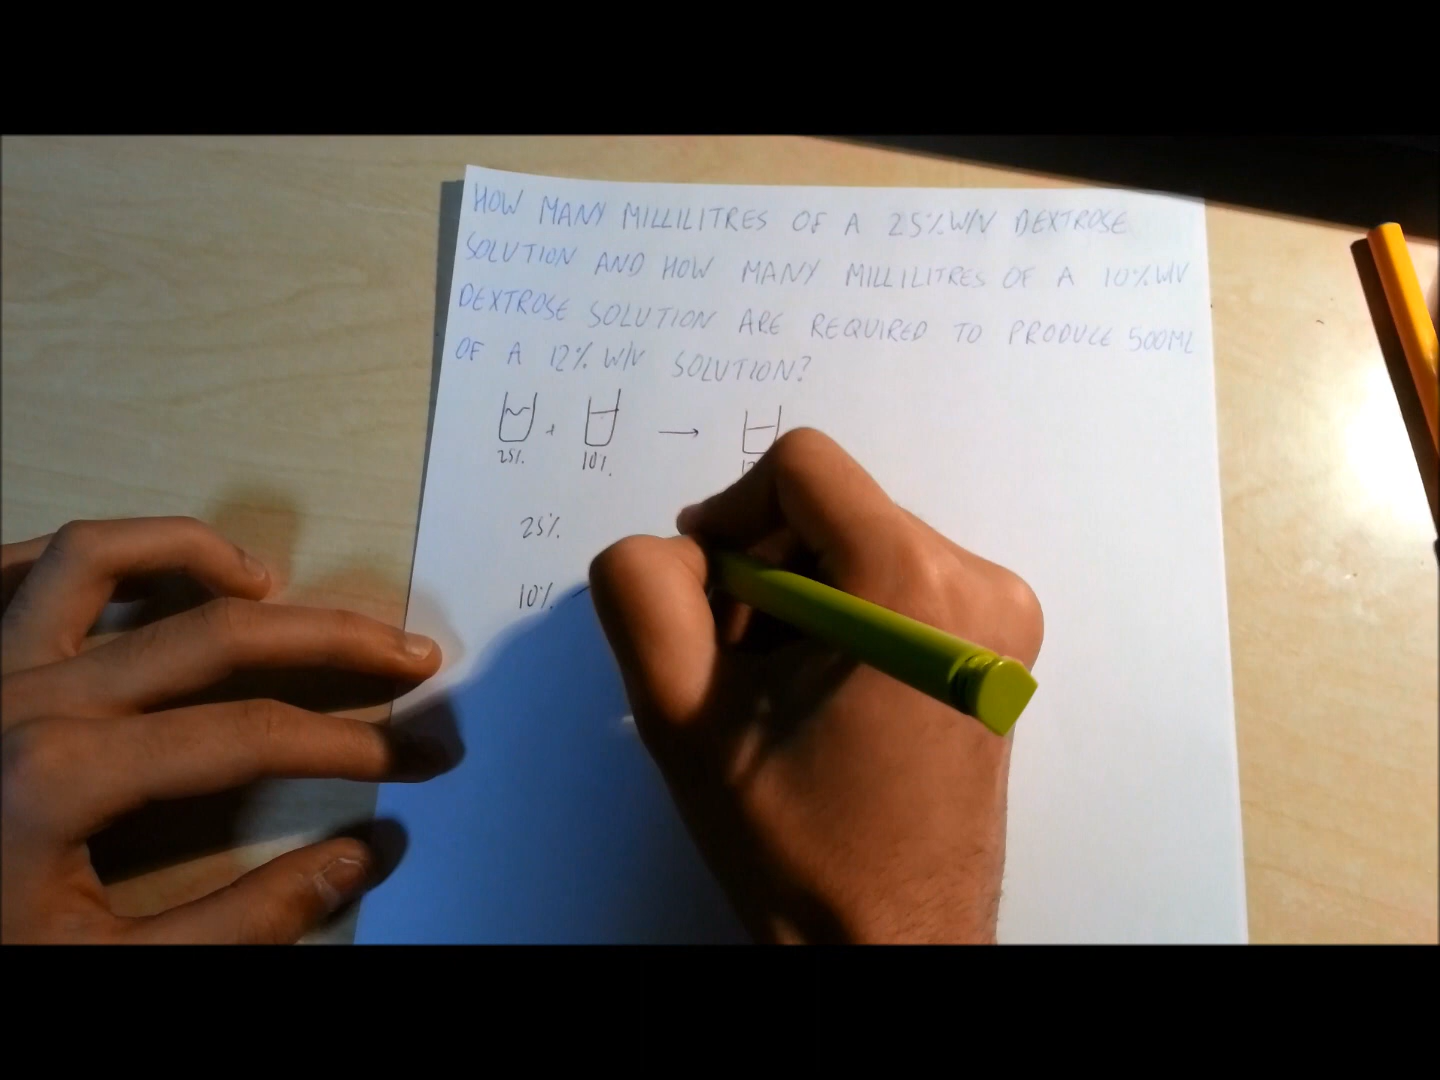 HOW MANY MILLILITRES OF A 25% W/V DEXTROSE
SOLUTION AND HOW MANY MILLILITRES OF A 10% W/V
DEXTROSE SOLUTION ARE REQUIRED TO PRODUCE 500ML
OF A 12% W/V SOLUTION?
+ →
25% 10%
25%
10%